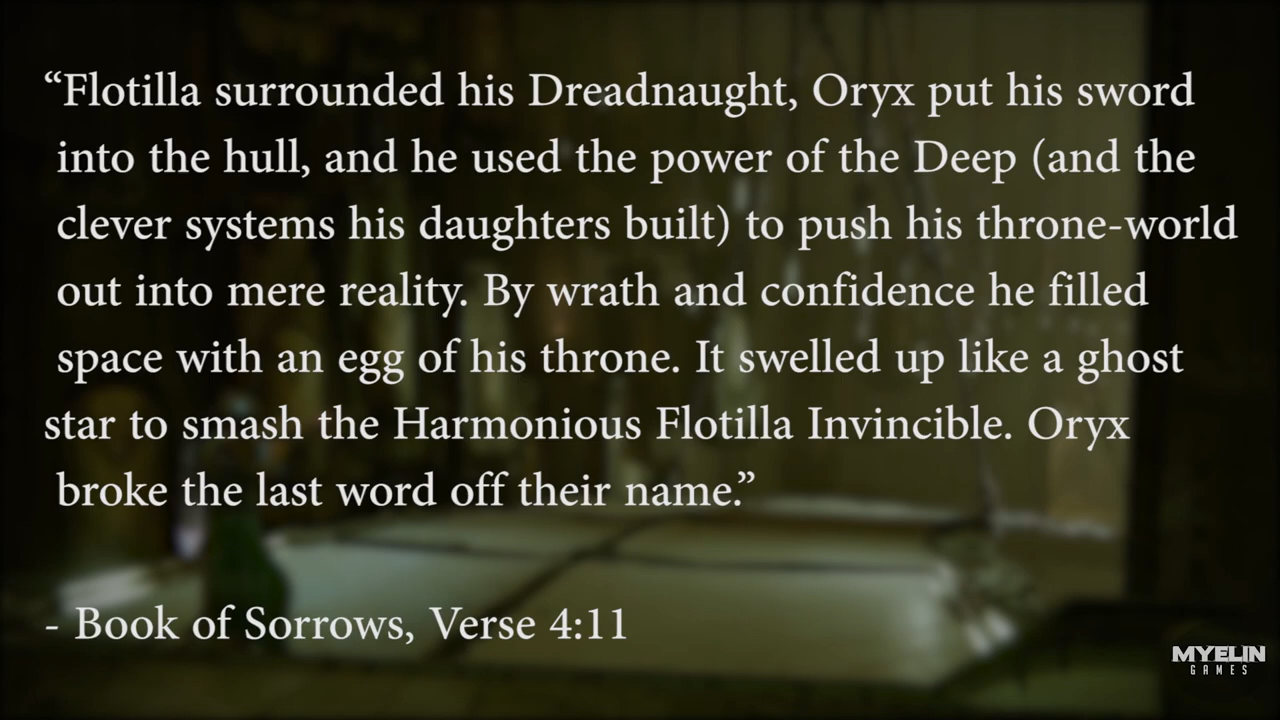 “Flotilla surrounded his Dreadnaught, Oryx put his sword
into the hull, and he used the power of the Deep (and the
clever systems his daughters built) to push his throne-world
out into mere reality. By wrath and confidence he filled
space with an egg of his throne. It swelled up like a ghost
star to smash the Harmonious Flotilla Invincible. Oryx
broke the last word off their name.”
- Book of Sorrows, Verse 4:11
MYELIN
GAMES